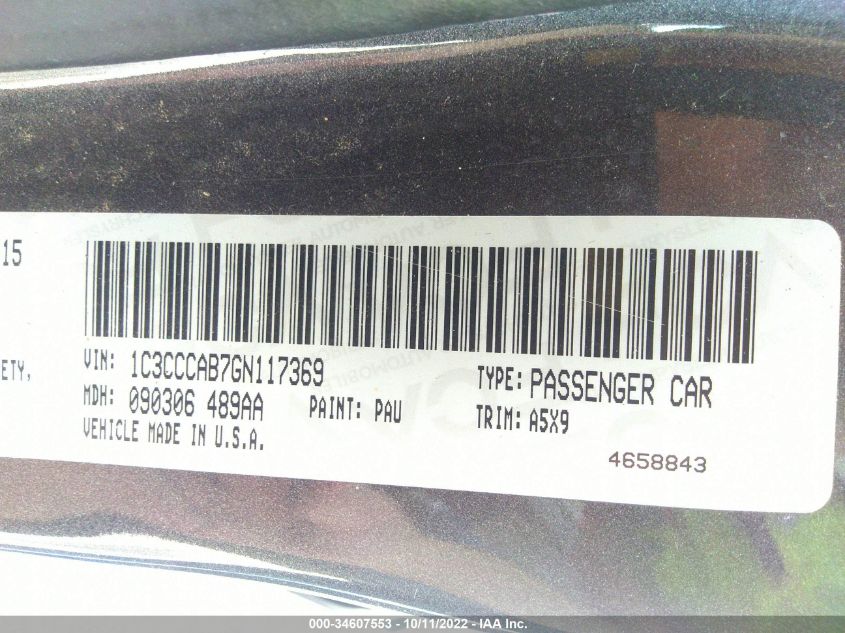 15
ETY,
VIN: 1C3CCCAB7GN117369
TYPE: PASSENGER CAR
MDH: 090306 489AA
PAINT: PAU
TRIM: A5X9
VEHICLE MADE IN U.S.A.
4658843
000-34607553 - 10/11/2022 - IAA Inc.